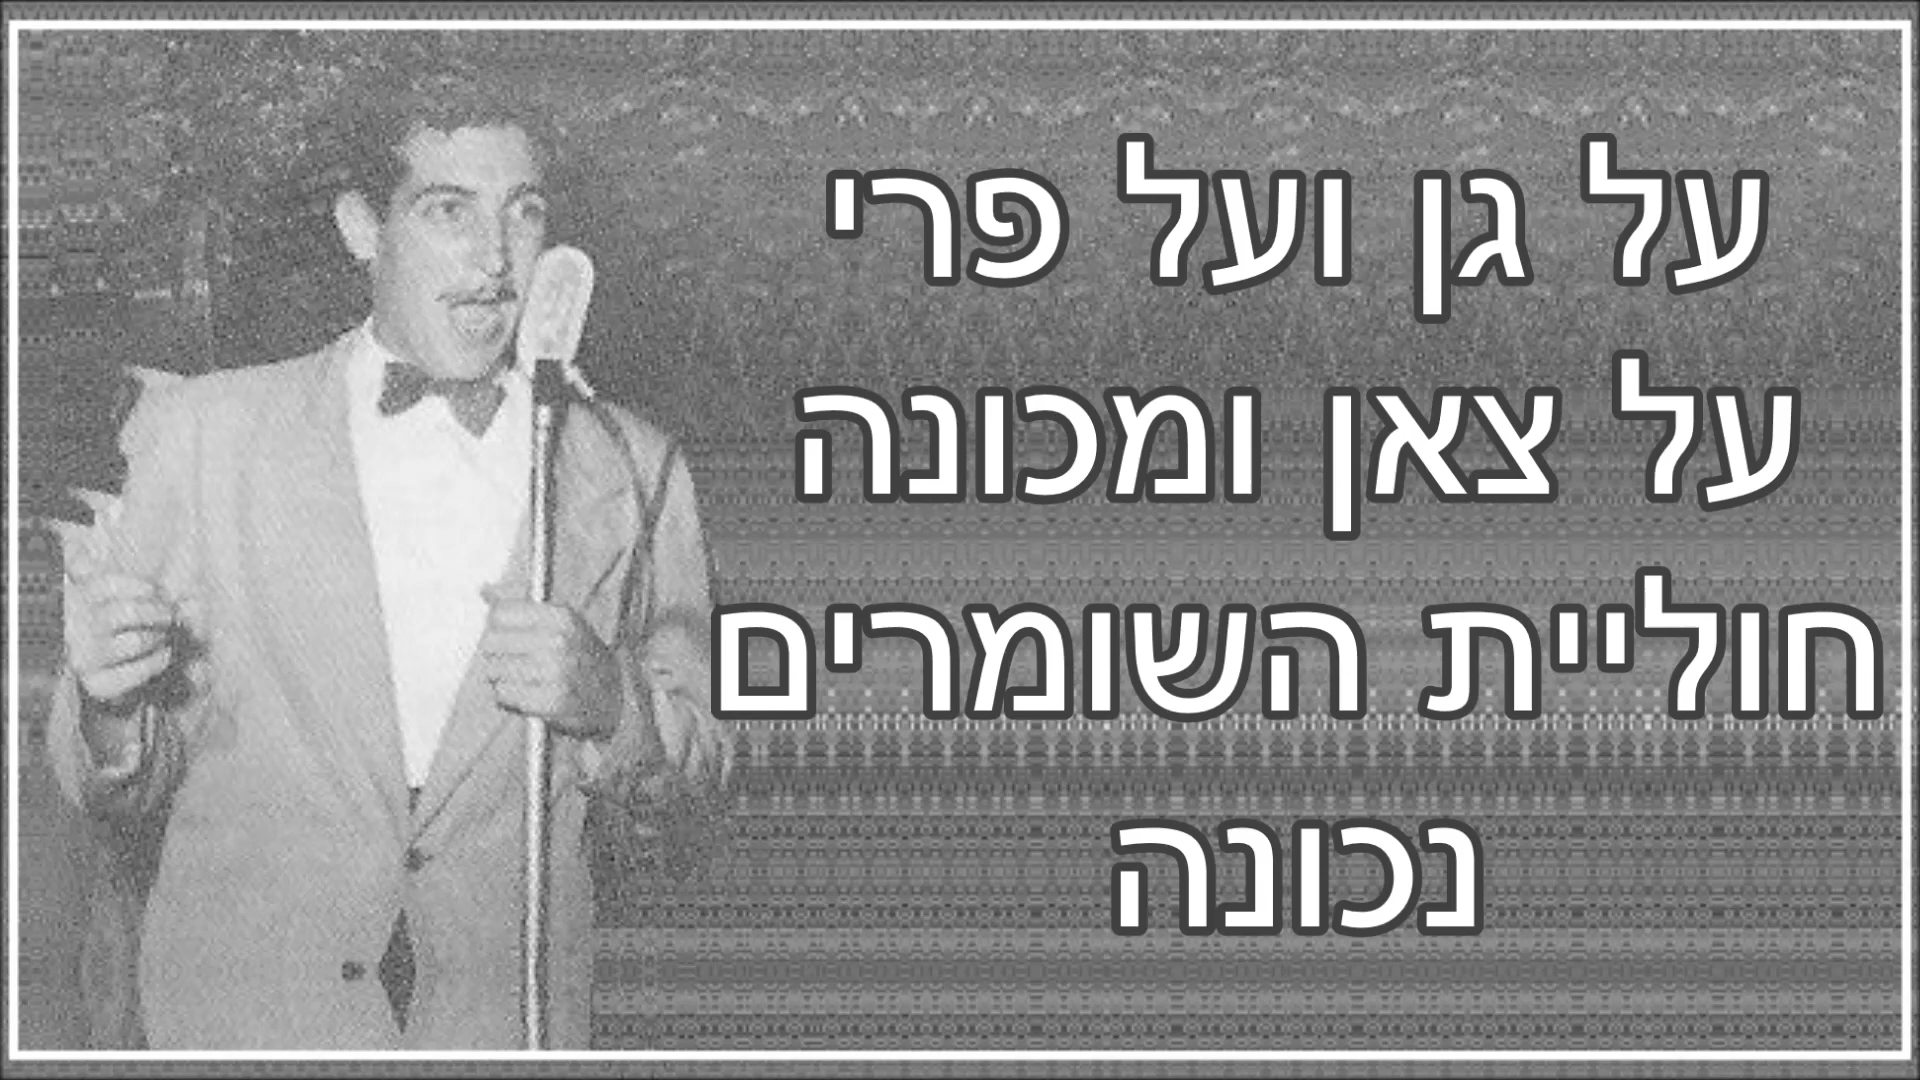 על גן ועל פרי
על צאן ומכונה
חוליית השומרים
נכונה